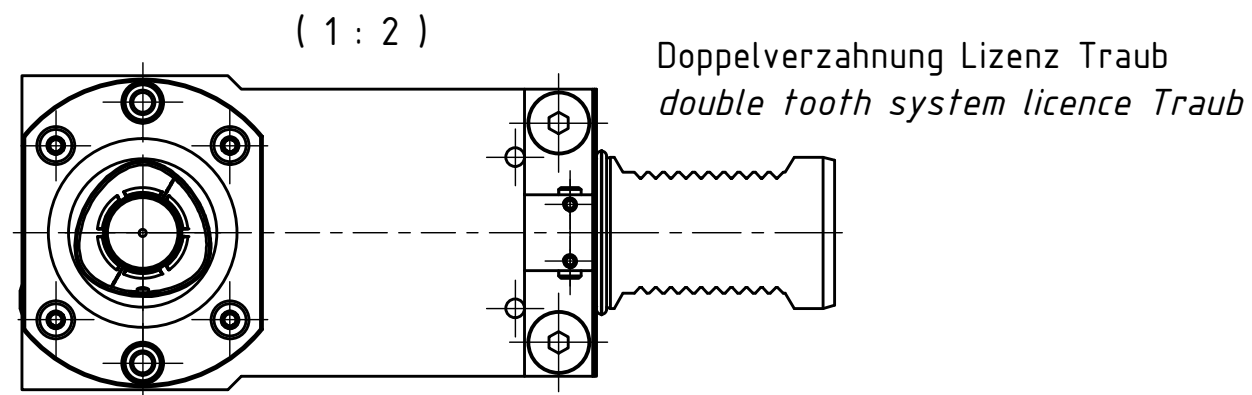 ( 1 : 2 )
Doppelverzahnung Lizenz Traub
double tooth system licence Traub